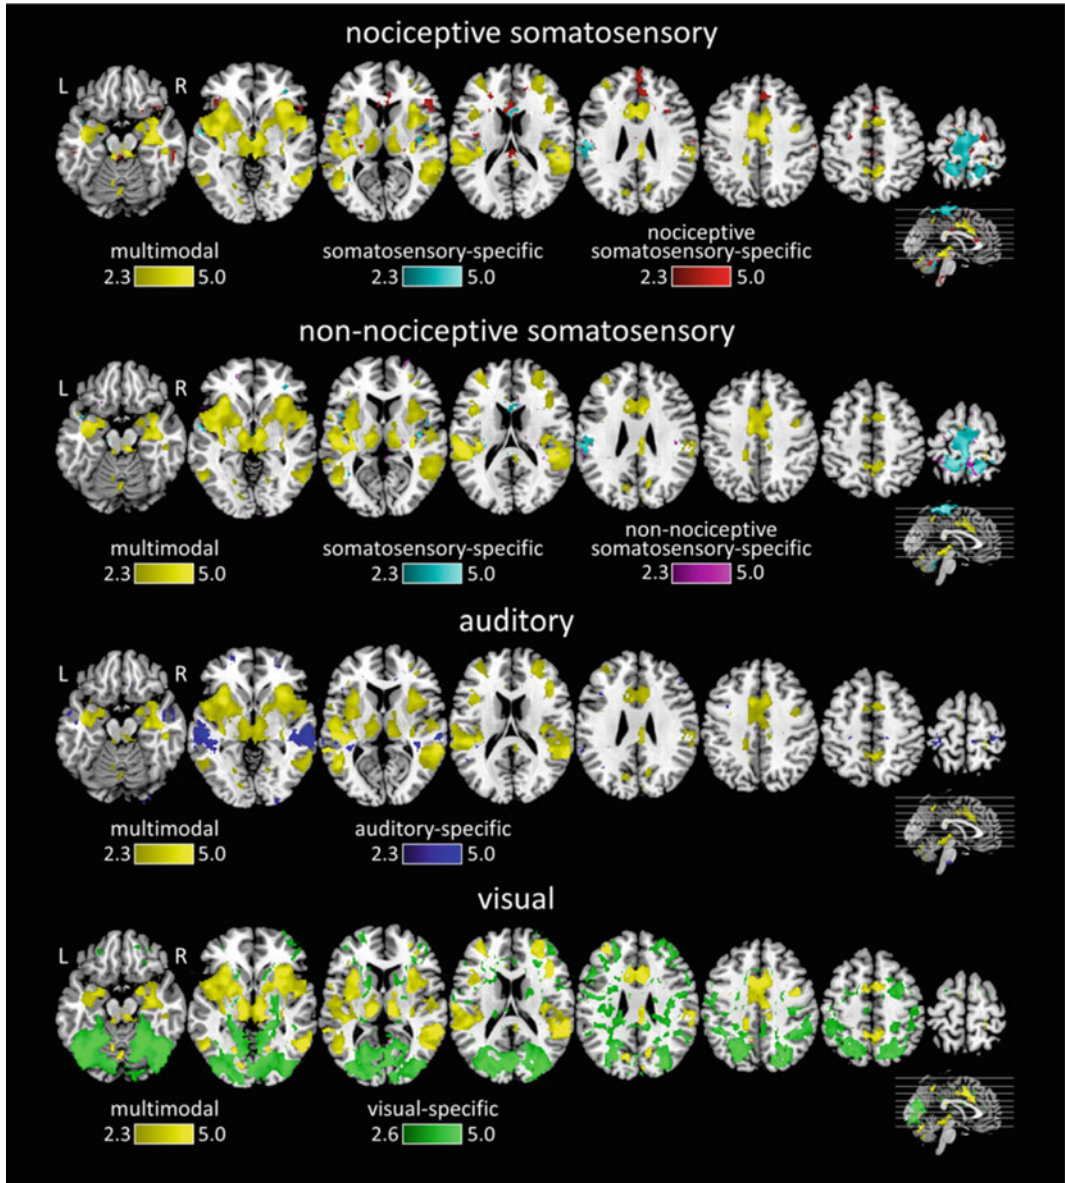 nociceptive somatosensory
L R
multimodal
2.3 5.0
somatosensory-specific
2.3 5.0
nociceptive
somatosensory-specific
2.3 5.0
non-nociceptive somatosensory
L R
multimodal
2.3 5.0
somatosensory-specific
2.3 5.0
non-nociceptive
somatosensory-specific
2.3 5.0
auditory
L R
multimodal
2.3 5.0
auditory-specific
2.3 5.0
visual
L R
multimodal
2.3 5.0
visual-specific
2.6 5.0